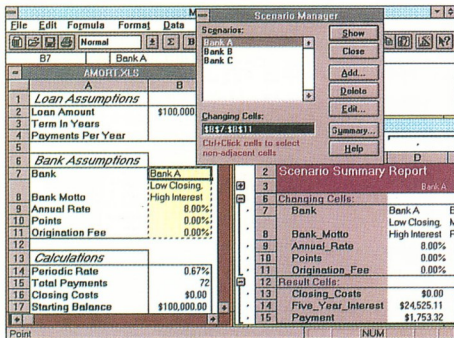 File Edit Formula Format Data
Normal
B7 Bank A
AMORT.XLS
A B
1 Loan Assumptions
2 Loan Amount $100,000
3 Term In Years
4 Payments Per Year
5
6 Bank Assumptions
7 Bank Bank A
Low Closing,
8 Bank Motto High Interest
9 Annual Rate 8.00%
10 Points 0.00%
11 Origination Fee 0.00%
12
13 Calculations
14 Periodic Rate 0.67%
15 Total Payments 72
16 Closing Costs $0.00
17 Starting Balance $100,000.00
Point NUM
Scenario Manager
Scenarios:
Bank A
Bank B
Bank C
Changing Cells:
$B$7:$B$11
Ctrl+Click cells to select
non-adjacent cells
Show
Close
Add...
Delete
Edit...
Summary...
Help
D
2 Scenario Summary Report
3 Bank A
6 Changing Cells:
7 Bank Bank A
Low Closing,
8 Bank_Motto High Interest
9 Annual_Rate 8.00%
10 Points 0.00%
11 Origination_Fee 0.00%
12 Result Cells:
13 Closing_Costs $0.00
14 Five_Year_Interest $24,525.11
15 Payment $1,753.32